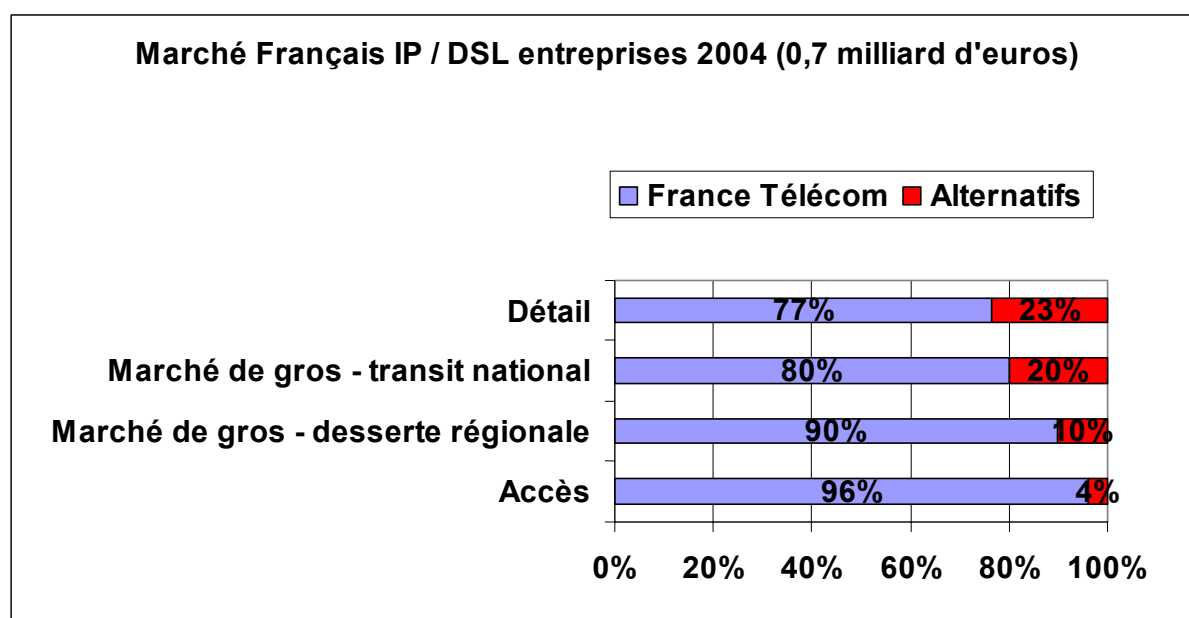 Marché Français IP / DSL entreprises 2004 (0,7 milliard d'euros)
France Télécom Alternatifs
Détail 77% 23%
Marché de gros - transit national 80% 20%
Marché de gros - desserte régionale 90% 10%
Accès 96% 4%
0% 20% 40% 60% 80% 100%